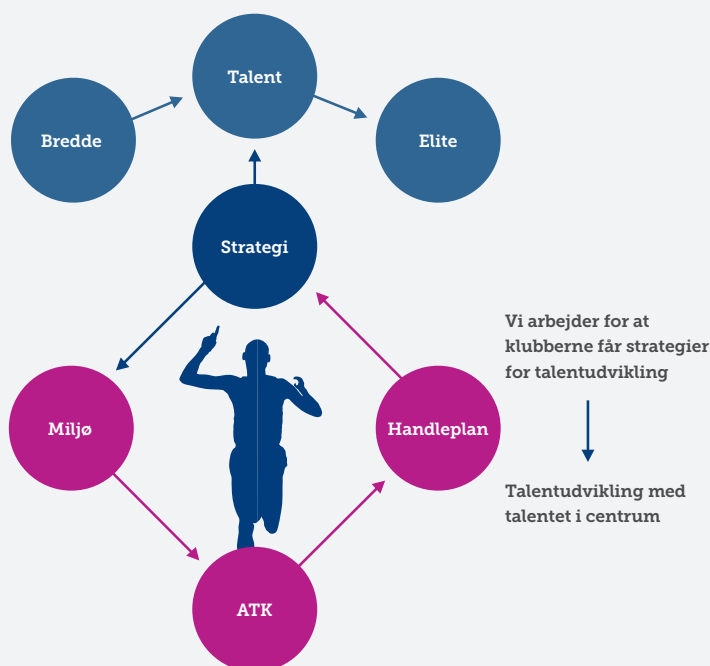 Talent
Bredde
Elite
Strategi
Vi arbejder for at
klubberne får strategier
for talentudvikling
Miljø
Handleplan
Talentudvikling med
talentet i centrum
ATK